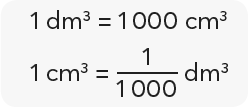 1 dm³ = 1000 cm³
1 cm³ = 1/1000 dm³